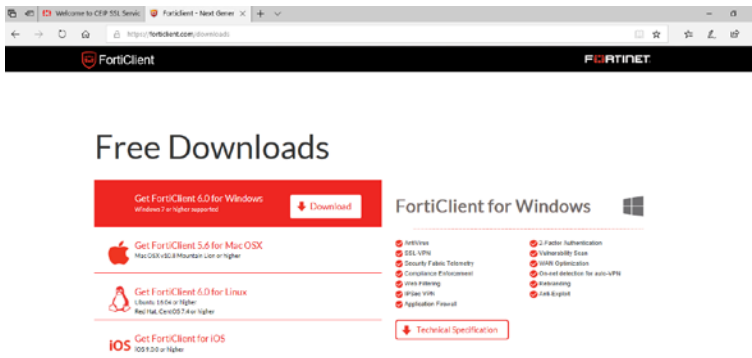 Welcome to CEIP SSL Servic
FortiClient - Next Gener
https://forticlient.com/downloads
FortiClient
FORTINET
Free Downloads
Get FortiClient 6.0 for Windows
Windows 7 or higher supported
Download
Get FortiClient 5.6 for Mac OSX
Mac OSX v10.8 Mountain Lion or higher
Get FortiClient 6.0 for Linux
Ubuntu 16.04 or higher
Red Hat, CentOS 7.4 or higher
Get FortiClient for iOS
iOS 9.0.0 or higher
iOS
FortiClient for Windows
AntiVirus
SSL-VPN
Security Fabric Telemetry
Compliance Enforcement
Web Filtering
IPSec VPN
Application Firewall
2-Factor Authentication
Vulnerability Scan
WAN Optimization
On-net detection for auto-VPN
Rebranding
Anti-Exploit
Technical Specification